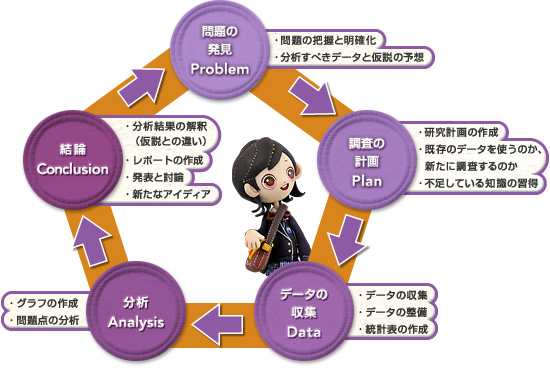 問題の
発見
Problem
・問題の把握と明確化
・分析すべきデータと仮説の予想
調査の
計画
Plan
・研究計画の作成
・既存のデータを使うのか、
新たに調査するのか
・不足している知識の習得
データの
収集
Data
・データの収集
・データの整備
・統計表の作成
分析
Analysis
・グラフの作成
・問題点の分析
結論
Conclusion
・分析結果の解釈
（仮説との違い）
・レポートの作成
・発表と討論
・新たなアイディア